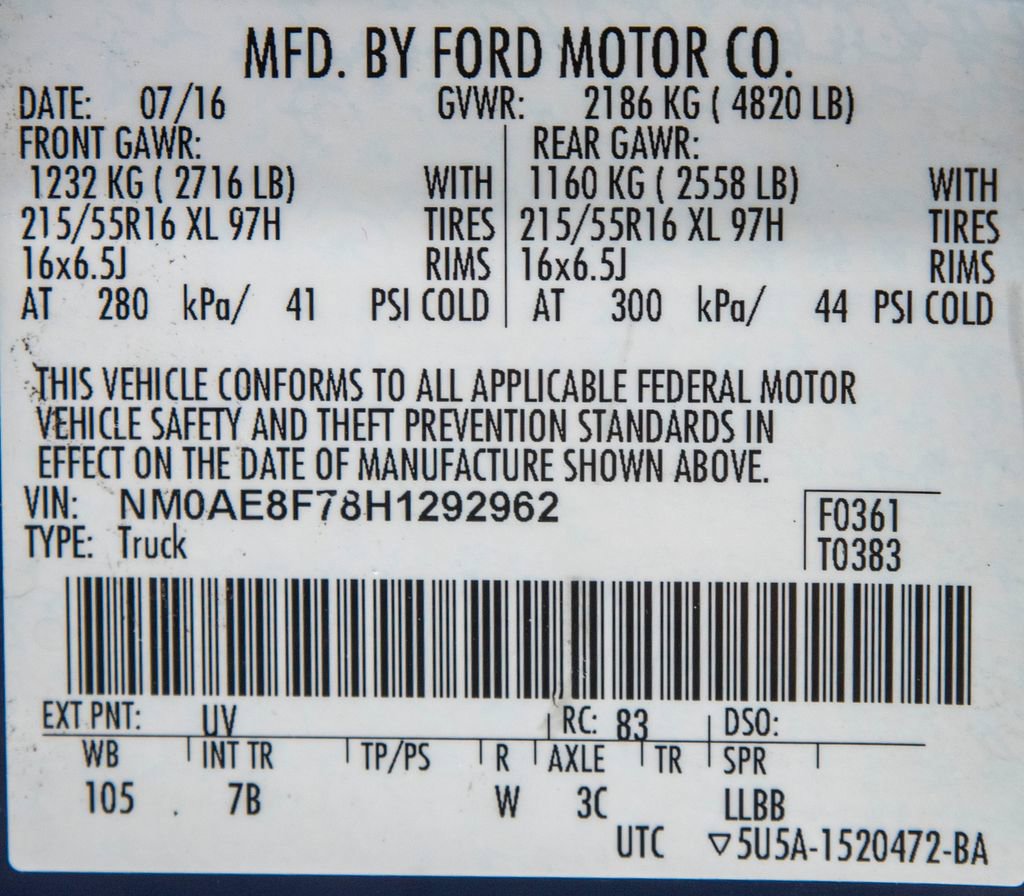 MFD. BY FORD MOTOR CO.
DATE: 07/16 GVWR: 2186 KG ( 4820 LB)
FRONT GAWR: REAR GAWR:
1232 KG ( 2716 LB) WITH 1160 KG ( 2558 LB) WITH
215/55R16 XL 97H TIRES 215/55R16 XL 97H TIRES
16x6.5J RIMS 16x6.5J RIMS
AT 280 kPa/ 41 PSI COLD AT 300 kPa/ 44 PSI COLD
THIS VEHICLE CONFORMS TO ALL APPLICABLE FEDERAL MOTOR
VEHICLE SAFETY AND THEFT PREVENTION STANDARDS IN
EFFECT ON THE DATE OF MANUFACTURE SHOWN ABOVE.
VIN: NM0AE8F78H1292962 F0361
TYPE: Truck T0383
EXT PNT: UV RC: 83 DSO:
WB INT TR TP/PS R AXLE TR SPR
105 . 7B W 3C LLBB
UTC ▽5U5A-1520472-BA